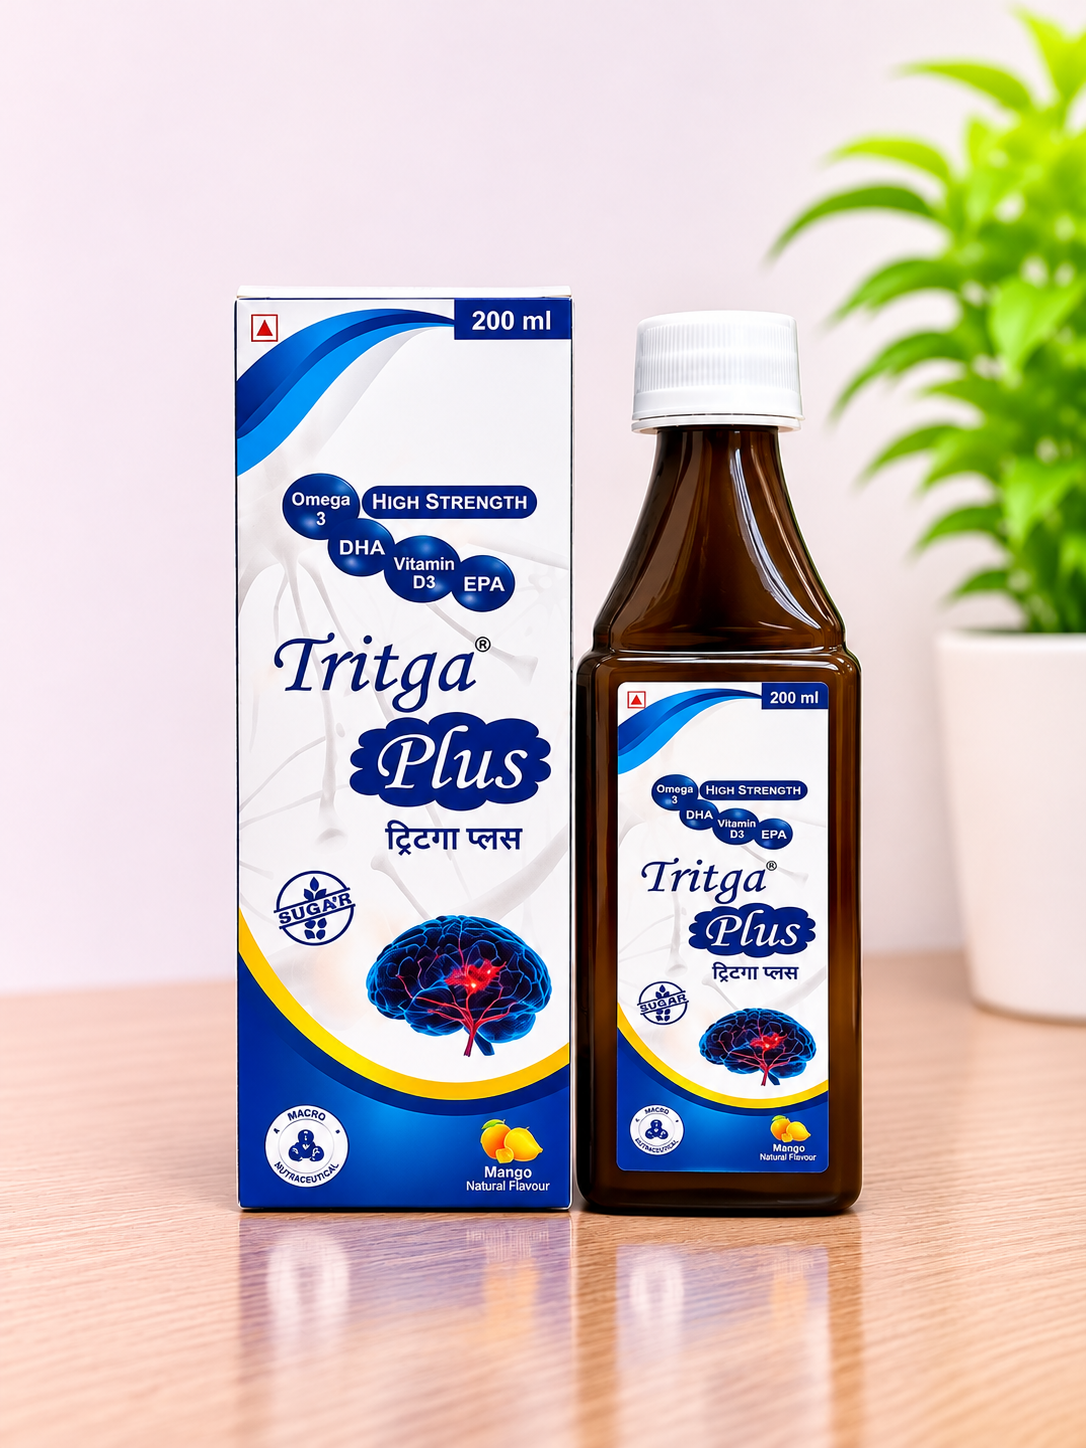 200 ml
Omega
3
HIGH STRENGTH
DHA
Vitamin
D3
EPA
Tritga®
Plus
ट्रिटगा प्लस
SUGAR
MACRO
NUTRACEUTICAL
Mango
Natural Flavour
200 ml
Omega
3
HIGH STRENGTH
DHA
Vitamin
D3
EPA
Tritga®
Plus
ट्रिटगा प्लस
SUGAR
MACRO
NUTRACEUTICAL
Mango
Natural Flavour